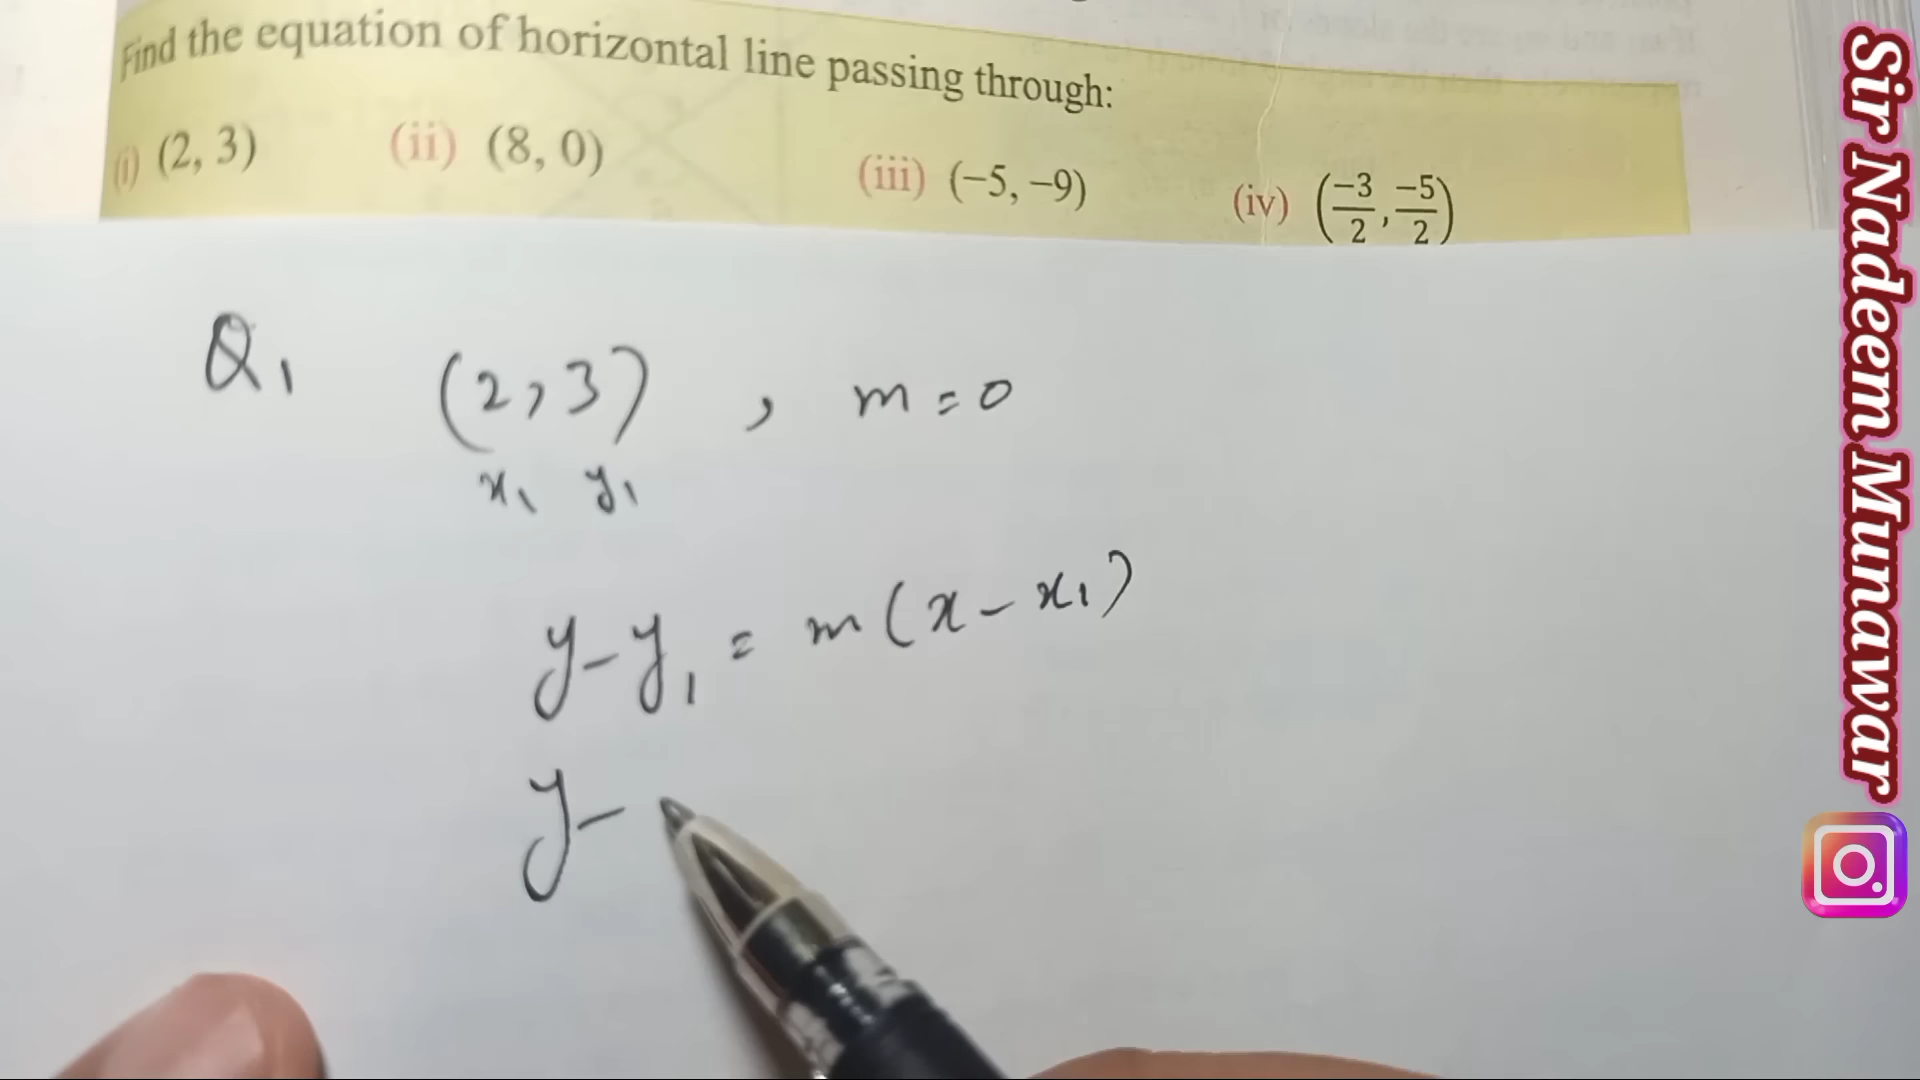 Find the equation of horizontal line passing through:
(i) (2, 3) (ii) (8, 0) (iii) (−5, −9) (iv) (−3/2, −5/2)
Q1 (2, 3) , m = 0
x₁ y₁
y − y₁ = m(x − x₁)
y −
Sir Nadeem Munawar